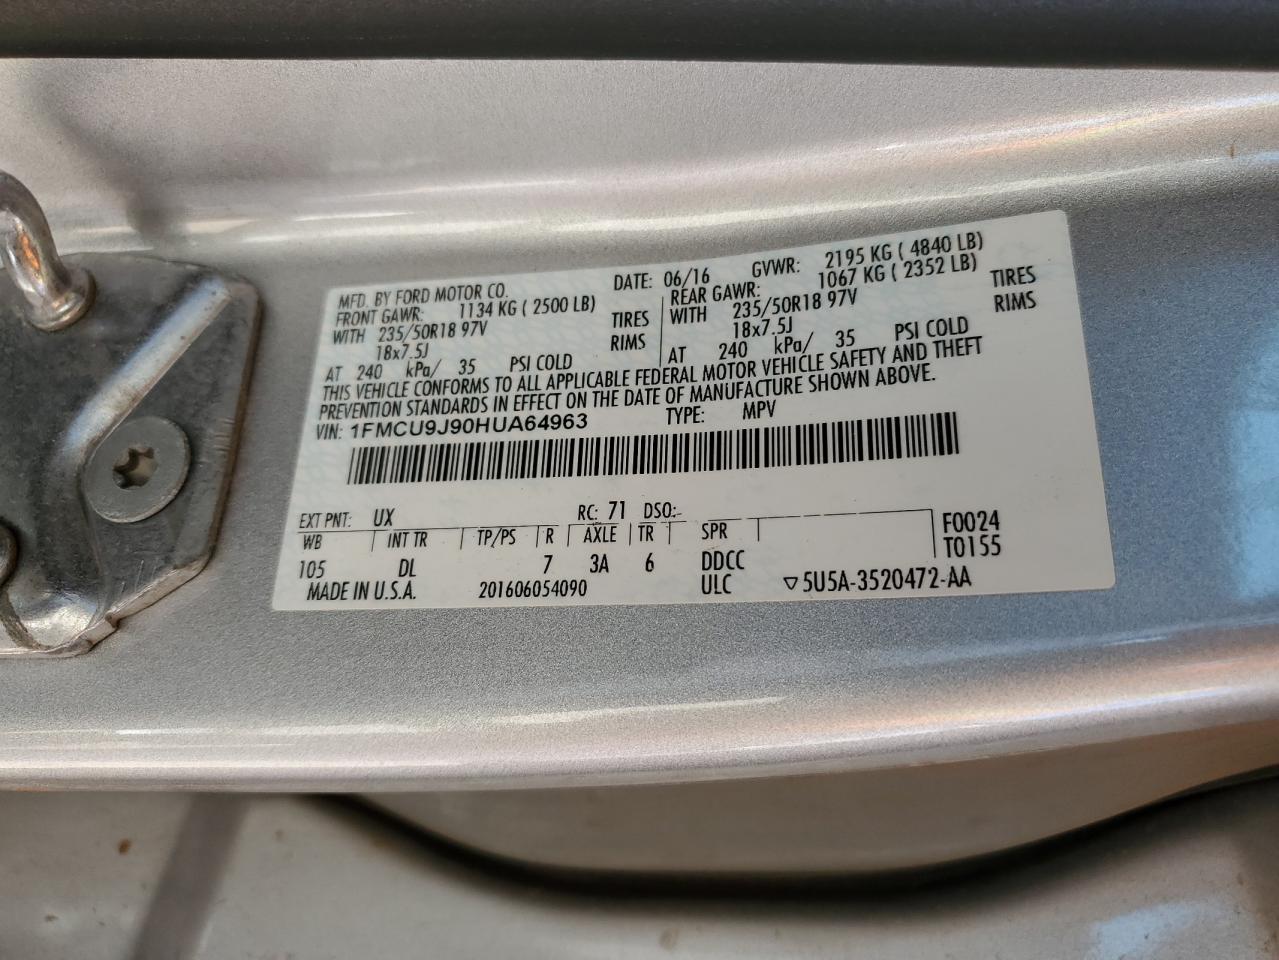 MFD. BY FORD MOTOR CO. DATE: 06/16 GVWR: 2195 KG ( 4840 LB)
FRONT GAWR: 1134 KG ( 2500 LB) REAR GAWR: 1067 KG ( 2352 LB)
WITH 235/50R18 97V TIRES WITH 235/50R18 97V TIRES
18x7.5J RIMS 18x7.5J RIMS
AT 240 kPa/ 35 PSI COLD AT 240 kPa/ 35 PSI COLD
THIS VEHICLE CONFORMS TO ALL APPLICABLE FEDERAL MOTOR VEHICLE SAFETY AND THEFT
PREVENTION STANDARDS IN EFFECT ON THE DATE OF MANUFACTURE SHOWN ABOVE.
VIN: 1FMCU9J90HUA64963 TYPE: MPV
EXT PNT: UX RC: 71 DSO:
WB INT TR TP/PS R AXLE TR SPR F0024
105 DL 7 3A 6 DDCC T0155
MADE IN U.S.A. 201606054090 ULC ▽5U5A-3520472-AA